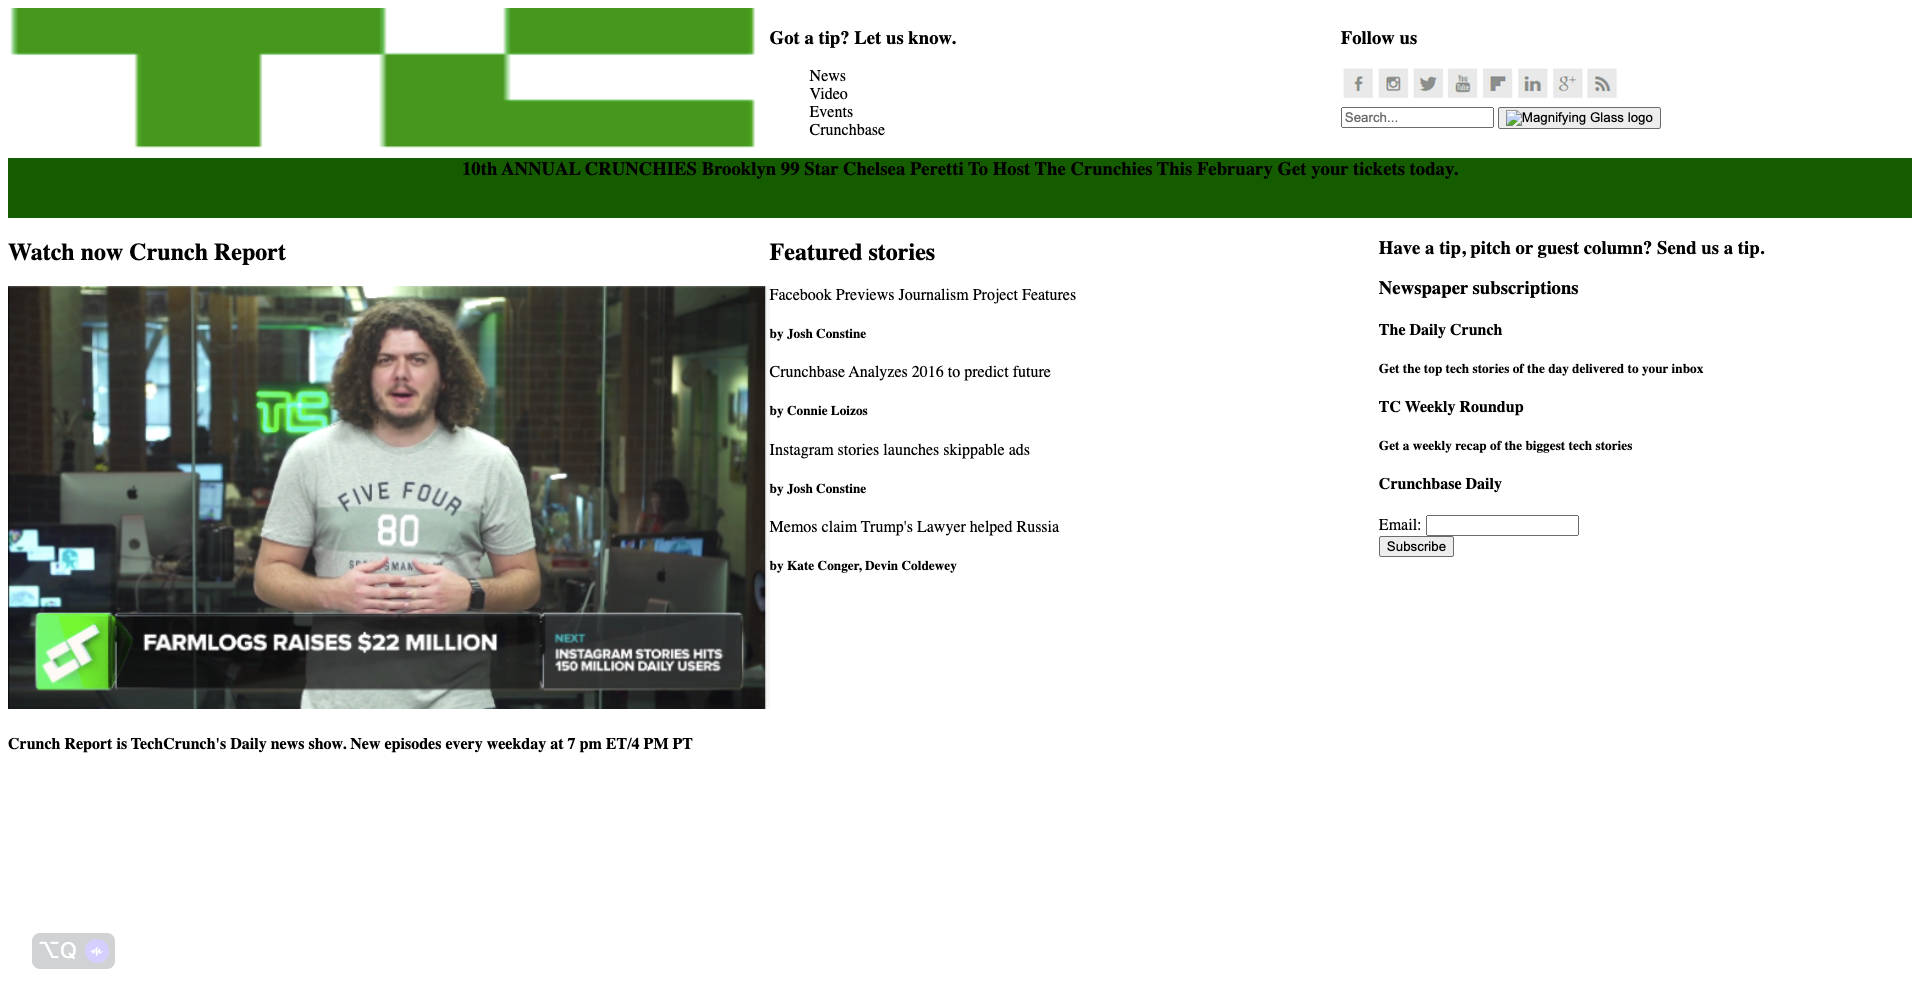 TC
Got a tip? Let us know.
News
Video
Events
Crunchbase
Follow us
f
You
Tube
in
g+
Search...
Magnifying Glass logo
10th ANNUAL CRUNCHIES Brooklyn 99 Star Chelsea Peretti To Host The Crunchies This February Get your tickets today.
Watch now Crunch Report
TC
FIVE FOUR
80
FARMLOGS RAISES $22 MILLION
NEXT
INSTAGRAM STORIES HITS
150 MILLION DAILY USERS
Crunch Report is TechCrunch's Daily news show. New episodes every weekday at 7 pm ET/4 PM PT
Featured stories
Facebook Previews Journalism Project Features
by Josh Constine
Crunchbase Analyzes 2016 to predict future
by Connie Loizos
Instagram stories launches skippable ads
by Josh Constine
Memos claim Trump's Lawyer helped Russia
by Kate Conger, Devin Coldewey
Have a tip, pitch or guest column? Send us a tip.
Newspaper subscriptions
The Daily Crunch
Get the top tech stories of the day delivered to your inbox
TC Weekly Roundup
Get a weekly recap of the biggest tech stories
Crunchbase Daily
Email:
Subscribe
⌥Q